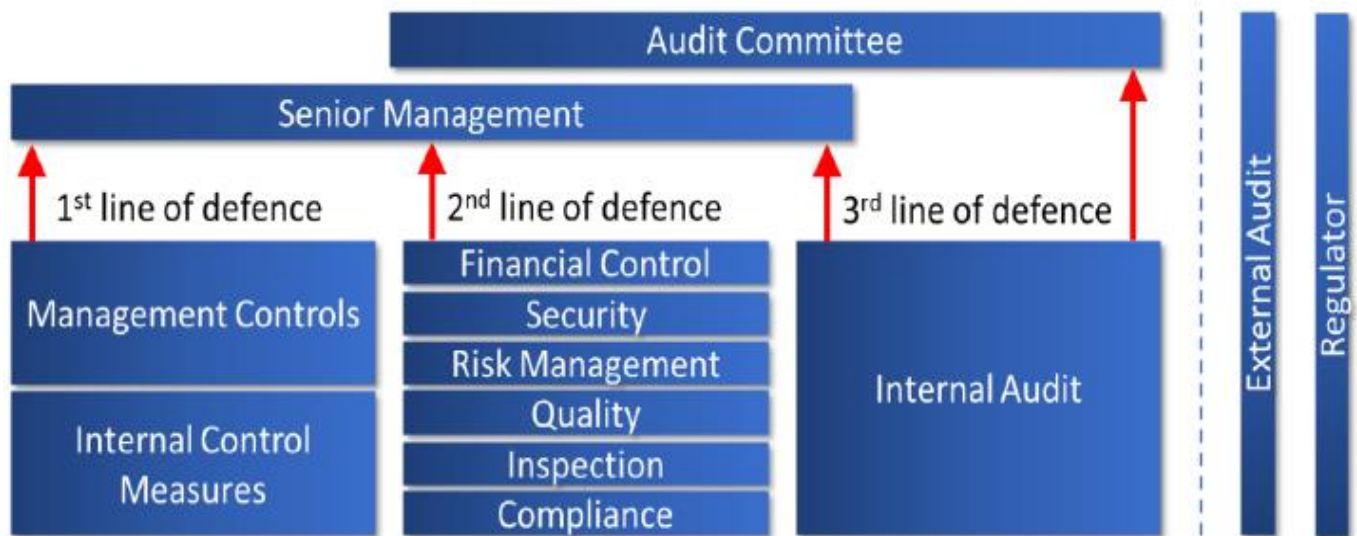 Audit Committee
Senior Management
1st line of defence
2nd line of defence
3rd line of defence
Management Controls
Internal Control
Measures
Financial Control
Security
Risk Management
Quality
Inspection
Compliance
Internal Audit
External Audit
Regulator